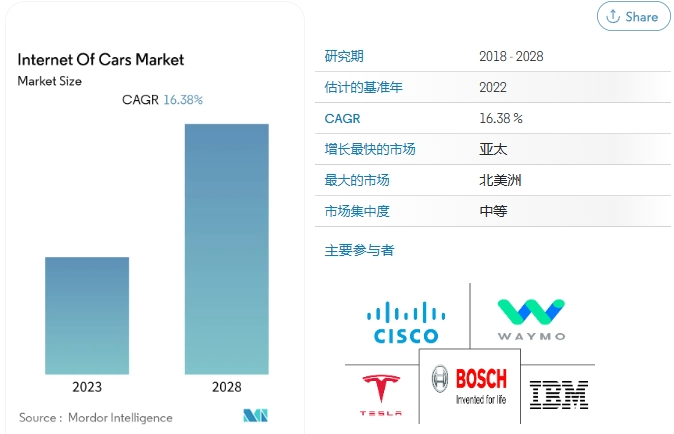 Share
Internet Of Cars Market
Market Size
CAGR 16.38%
2023
2028
Source : Mordor Intelligence
研究期 2018 - 2028
估计的基准年 2022
CAGR 16.38 %
增长最快的市场 亚太
最大的市场 北美洲
市场集中度 中等
主要参与者
CISCO
WAYMO
TESLA
BOSCH
Invented for life
IBM